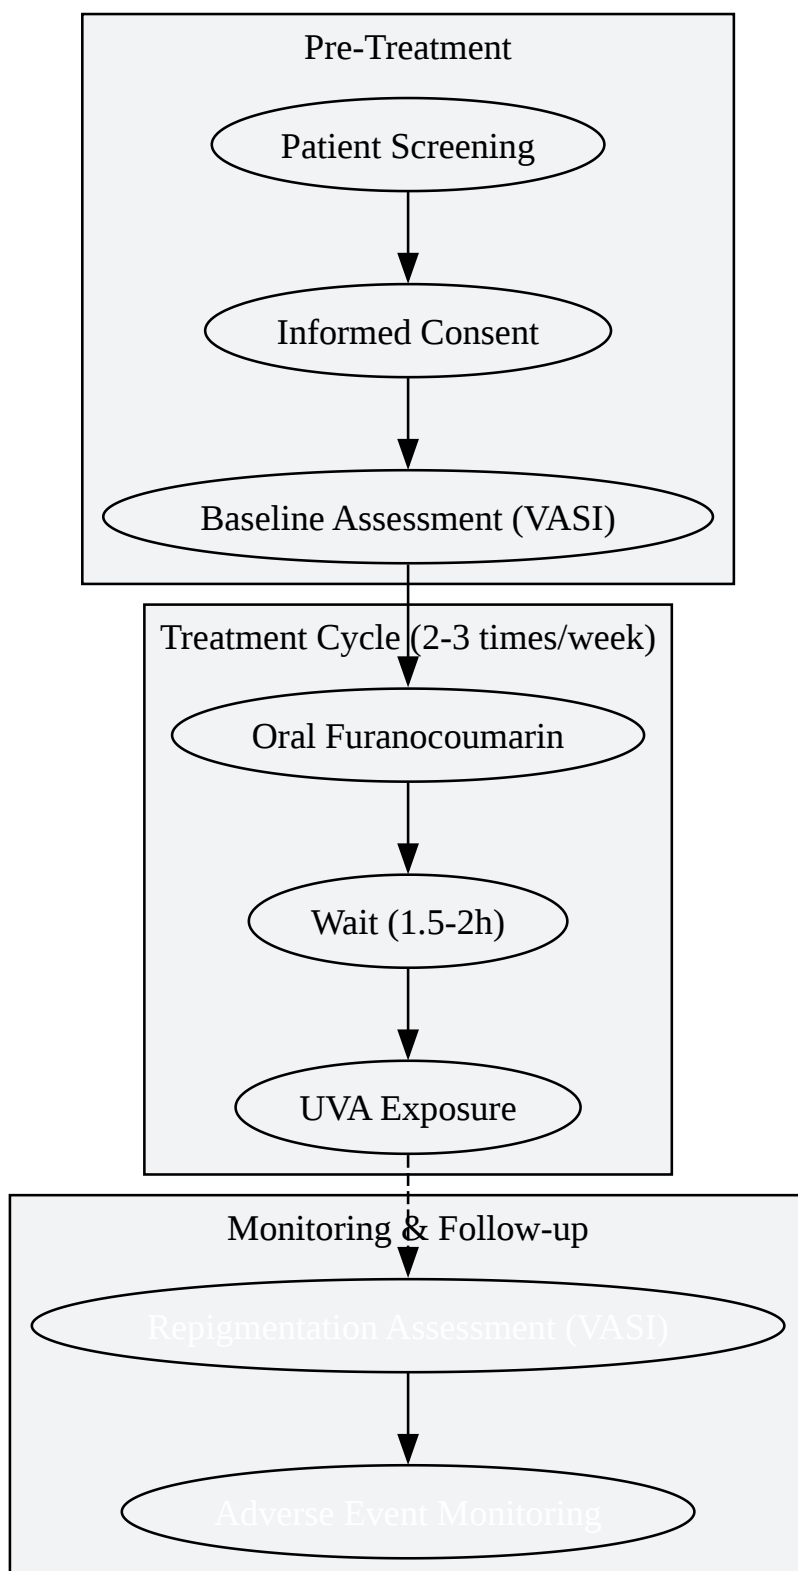 Pre-Treatment
Patient Screening
Informed Consent
Baseline Assessment (VASI)
Treatment Cycle (2-3 times/week)
Oral Furanocoumarin
Wait (1.5-2h)
UVA Exposure
Monitoring & Follow-up
Repigmentation Assessment (VASI)
Adverse Event Monitoring